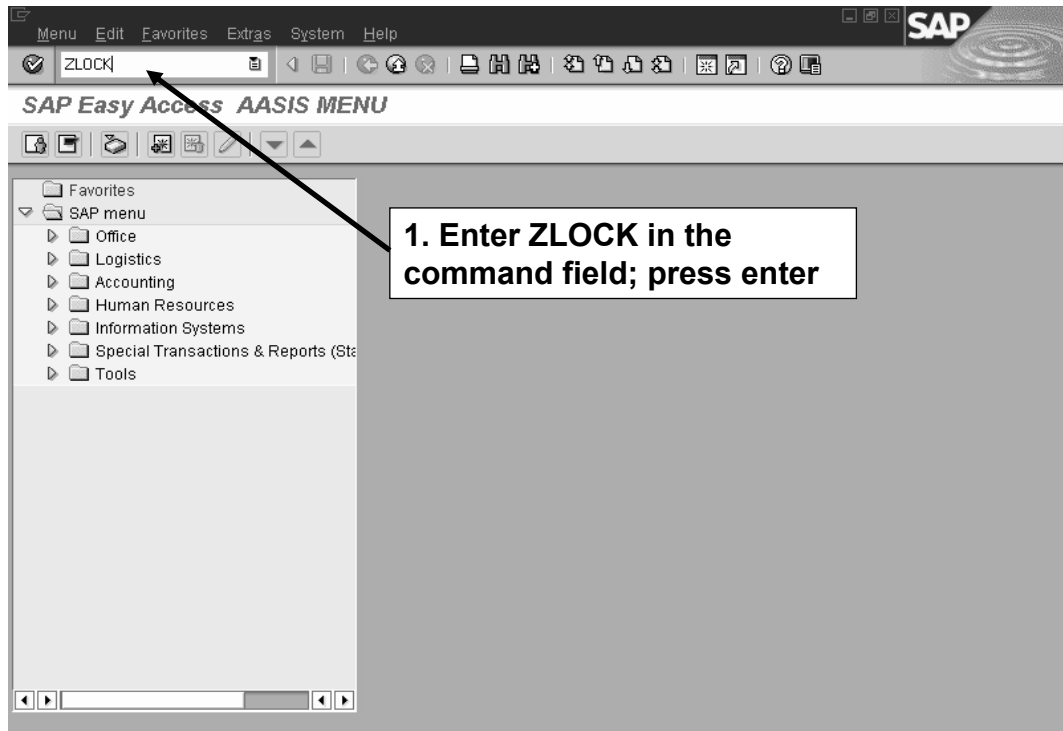 Menu Edit Favorites Extras System Help
SAP
ZLOCK
SAP Easy Access AASIS MENU
Favorites
SAP menu
Office
Logistics
Accounting
Human Resources
Information Systems
Special Transactions & Reports (Sta
Tools
1. Enter ZLOCK in the
command field; press enter